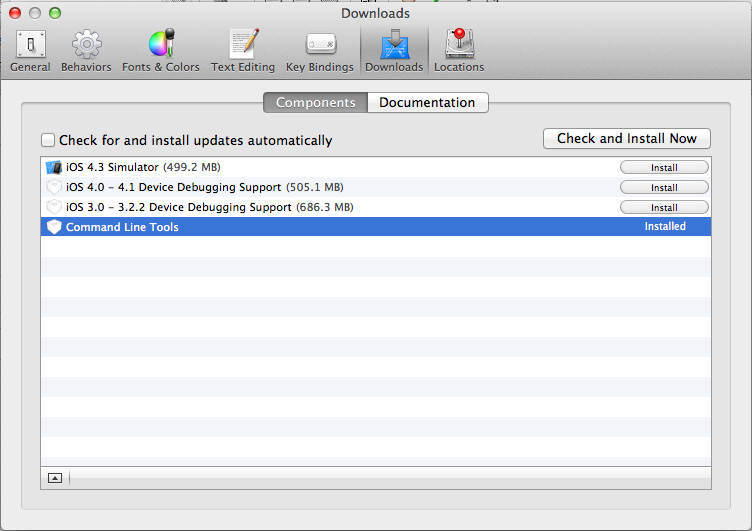 Downloads
General Behaviors Fonts & Colors Text Editing Key Bindings Downloads Locations
Components Documentation
Check for and install updates automatically Check and Install Now
iOS 4.3 Simulator (499.2 MB) Install
iOS 4.0 – 4.1 Device Debugging Support (505.1 MB) Install
iOS 3.0 – 3.2.2 Device Debugging Support (686.3 MB) Install
Command Line Tools Installed